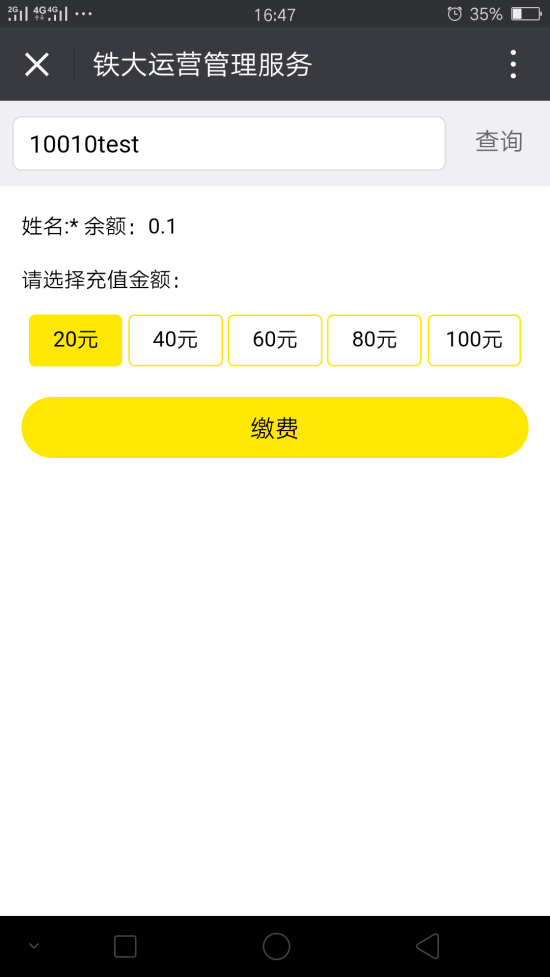 2G 4G 4G 16:47 35%
铁大运营管理服务
10010test 查询
姓名:* 余额：0.1
请选择充值金额：
20元 40元 60元 80元 100元
缴费